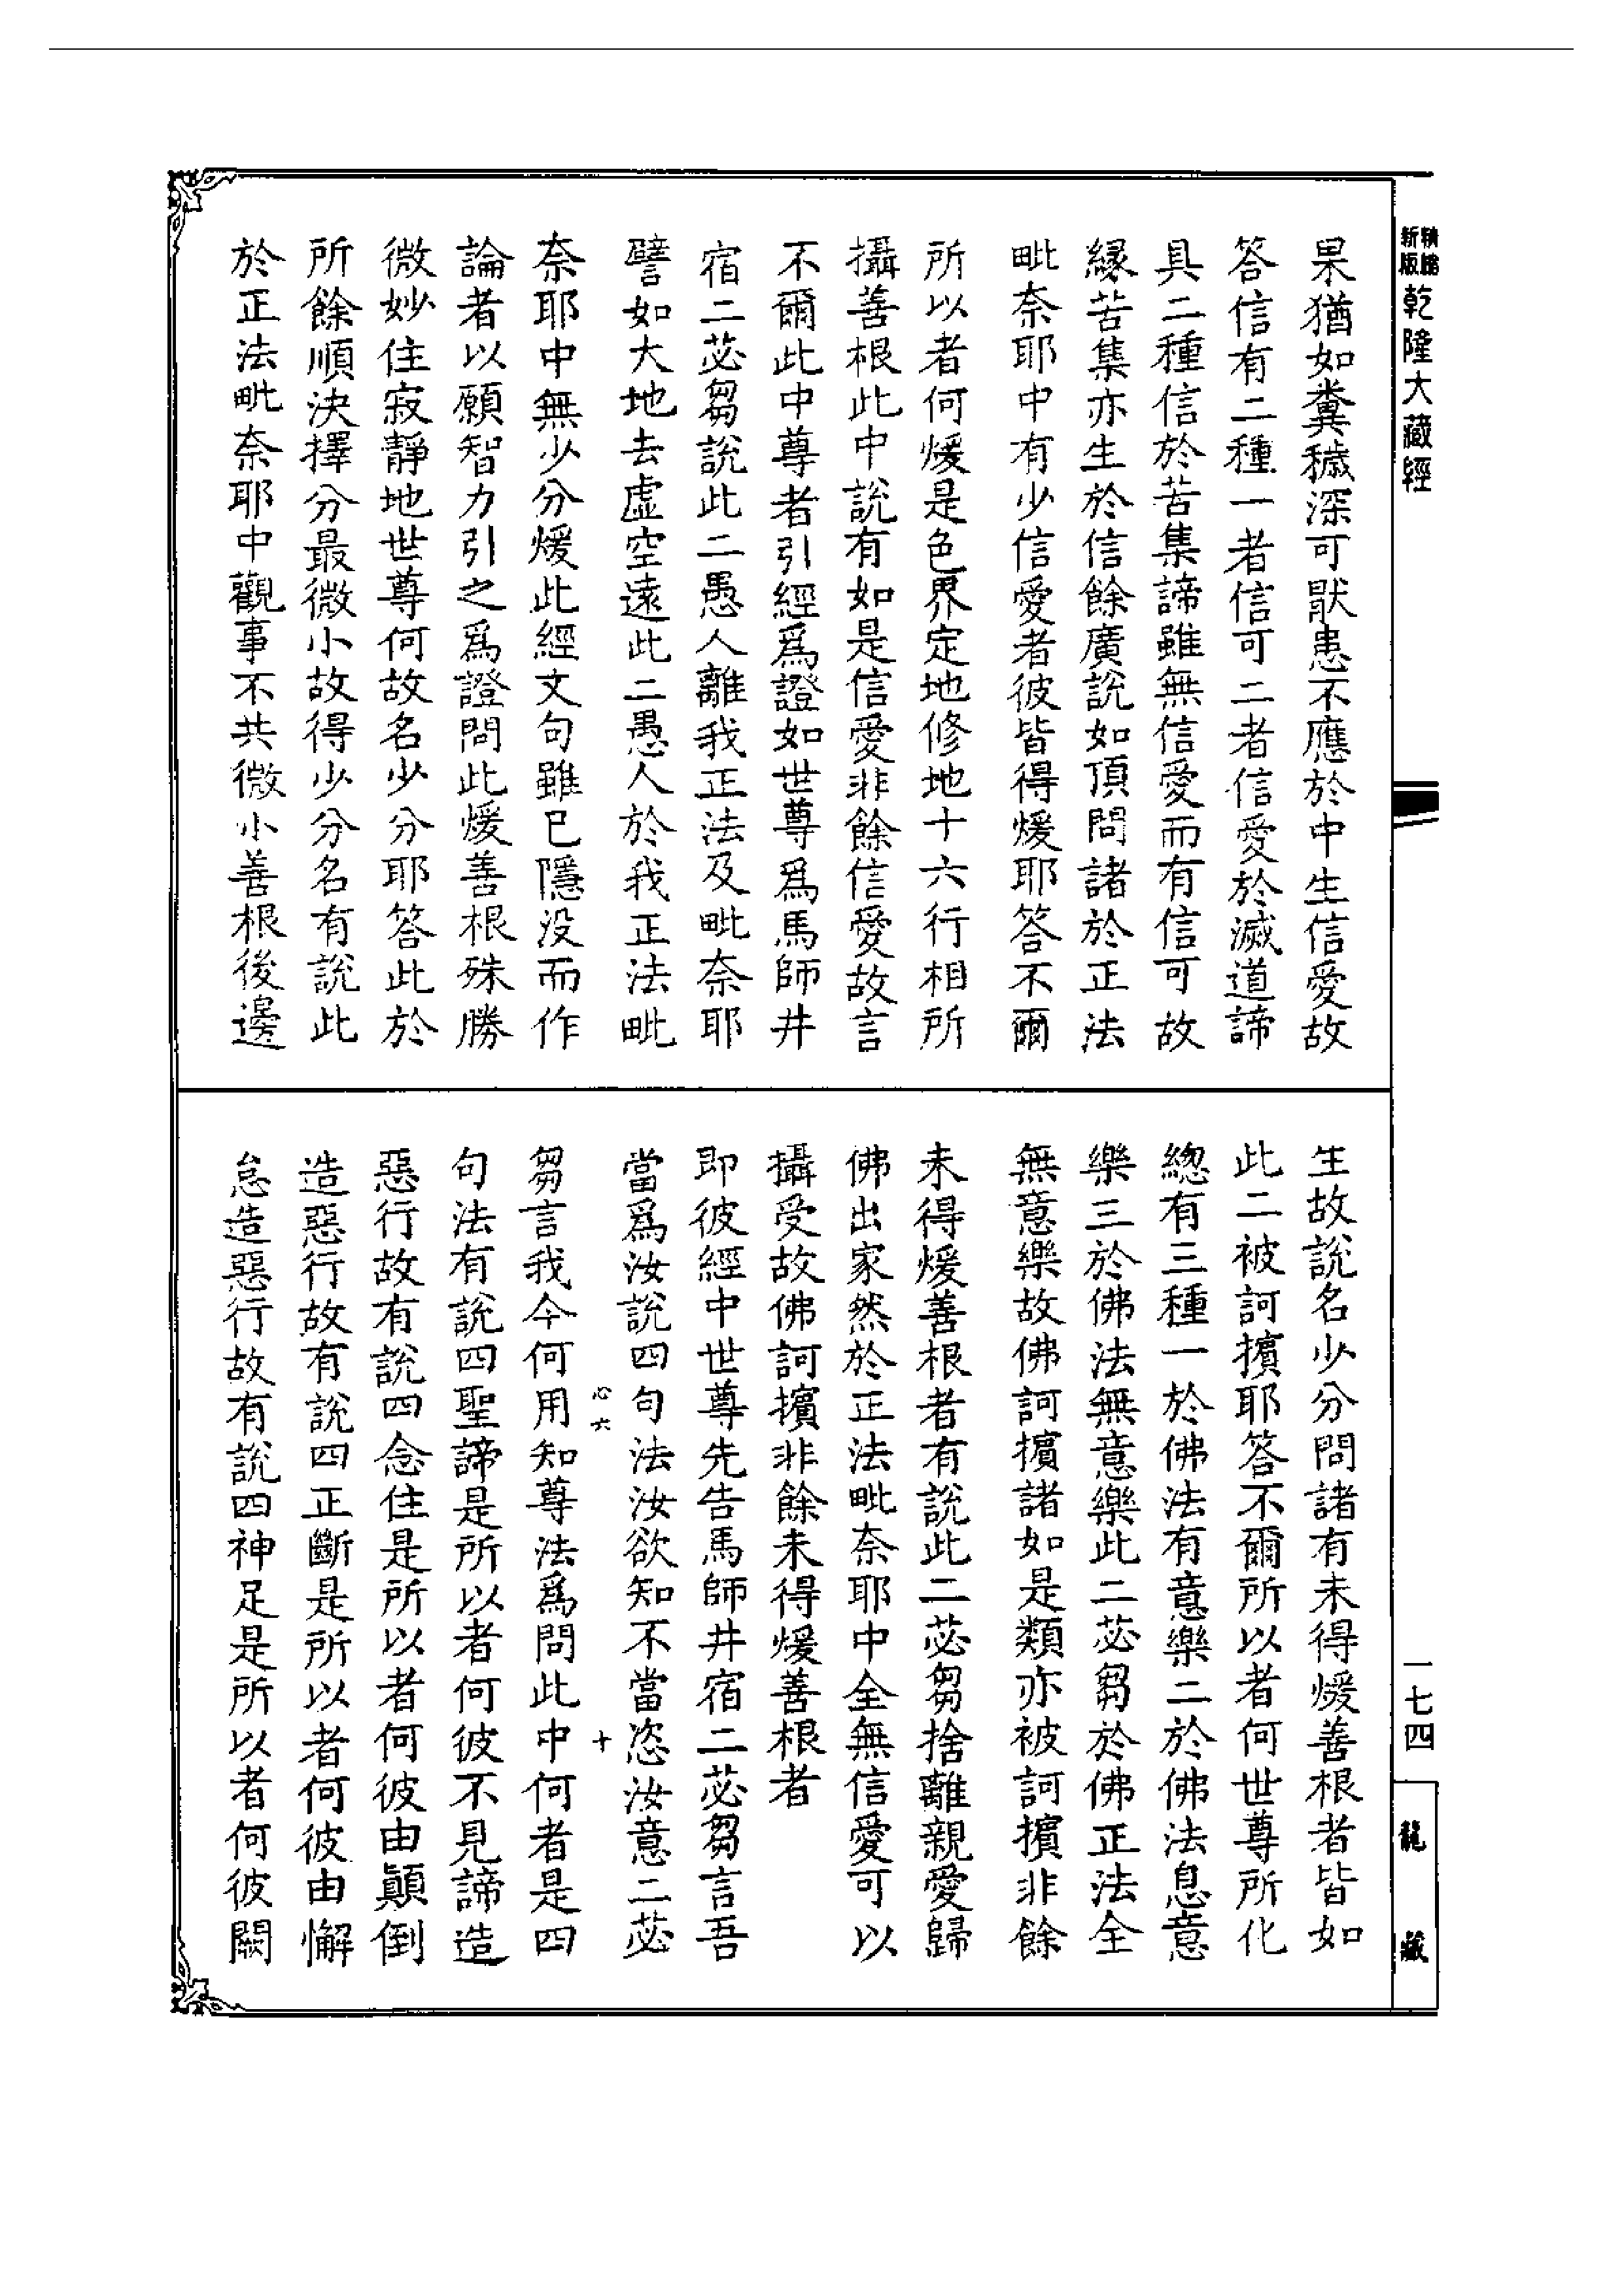 新版
乾隆大藏經
果猶如糞穢深可猒患不應於中生信愛故
答信有二種一者信可二者信愛於滅道諦
具二種信於苦集諦雖無信愛而有信可故
緣苦集亦生於信餘廣說如頂問諸於正法
毗奈耶中有少信愛者彼皆得煖耶答不爾
所以者何煖是色界定地修地十六行相所
攝善根此中說有如是信愛非餘信愛故言
不爾此中尊者引經爲證如世尊爲馬師井
宿二苾芻說此二愚人離我正法及毗奈耶
譬如大地去虛空遠此二愚人於我正法毗
奈耶中無少分煖此經文句雖已隱沒而作
論者以願智力引之爲證問此煖善根殊勝
微妙住寂靜地世尊何故名少分耶答此於
所餘順決擇分最微小故得少分名有說此
於正法毗奈耶中觀事不共微小善根後邊
生故說名少分問諸有未得煖善根者皆如
此二被訶擯耶答不爾所以者何世尊所化
總有三種一於佛法有意樂二於佛法息意
樂三於佛法無意樂此二苾芻於佛正法全
無意樂故佛訶擯諸如是類亦被訶擯非餘
未得煖善根者有說此二苾芻捨離親愛歸
佛出家然於正法毗奈耶中全無信愛可以
攝受故佛訶擯非餘未得煖善根者
即彼經中世尊先告馬師井宿二苾芻言吾
當爲汝說四句法汝欲知不當恣汝意二苾
心六
十
芻言我今何用知尊法爲問此中何者是四
句法有說四聖諦是所以者何彼不見諦造
惡行故有說四念住是所以者何彼由顛倒
造惡行故有說四正斷是所以者何彼由懈
怠造惡行故有說四神足是所以者何彼闕
一七四
龍藏